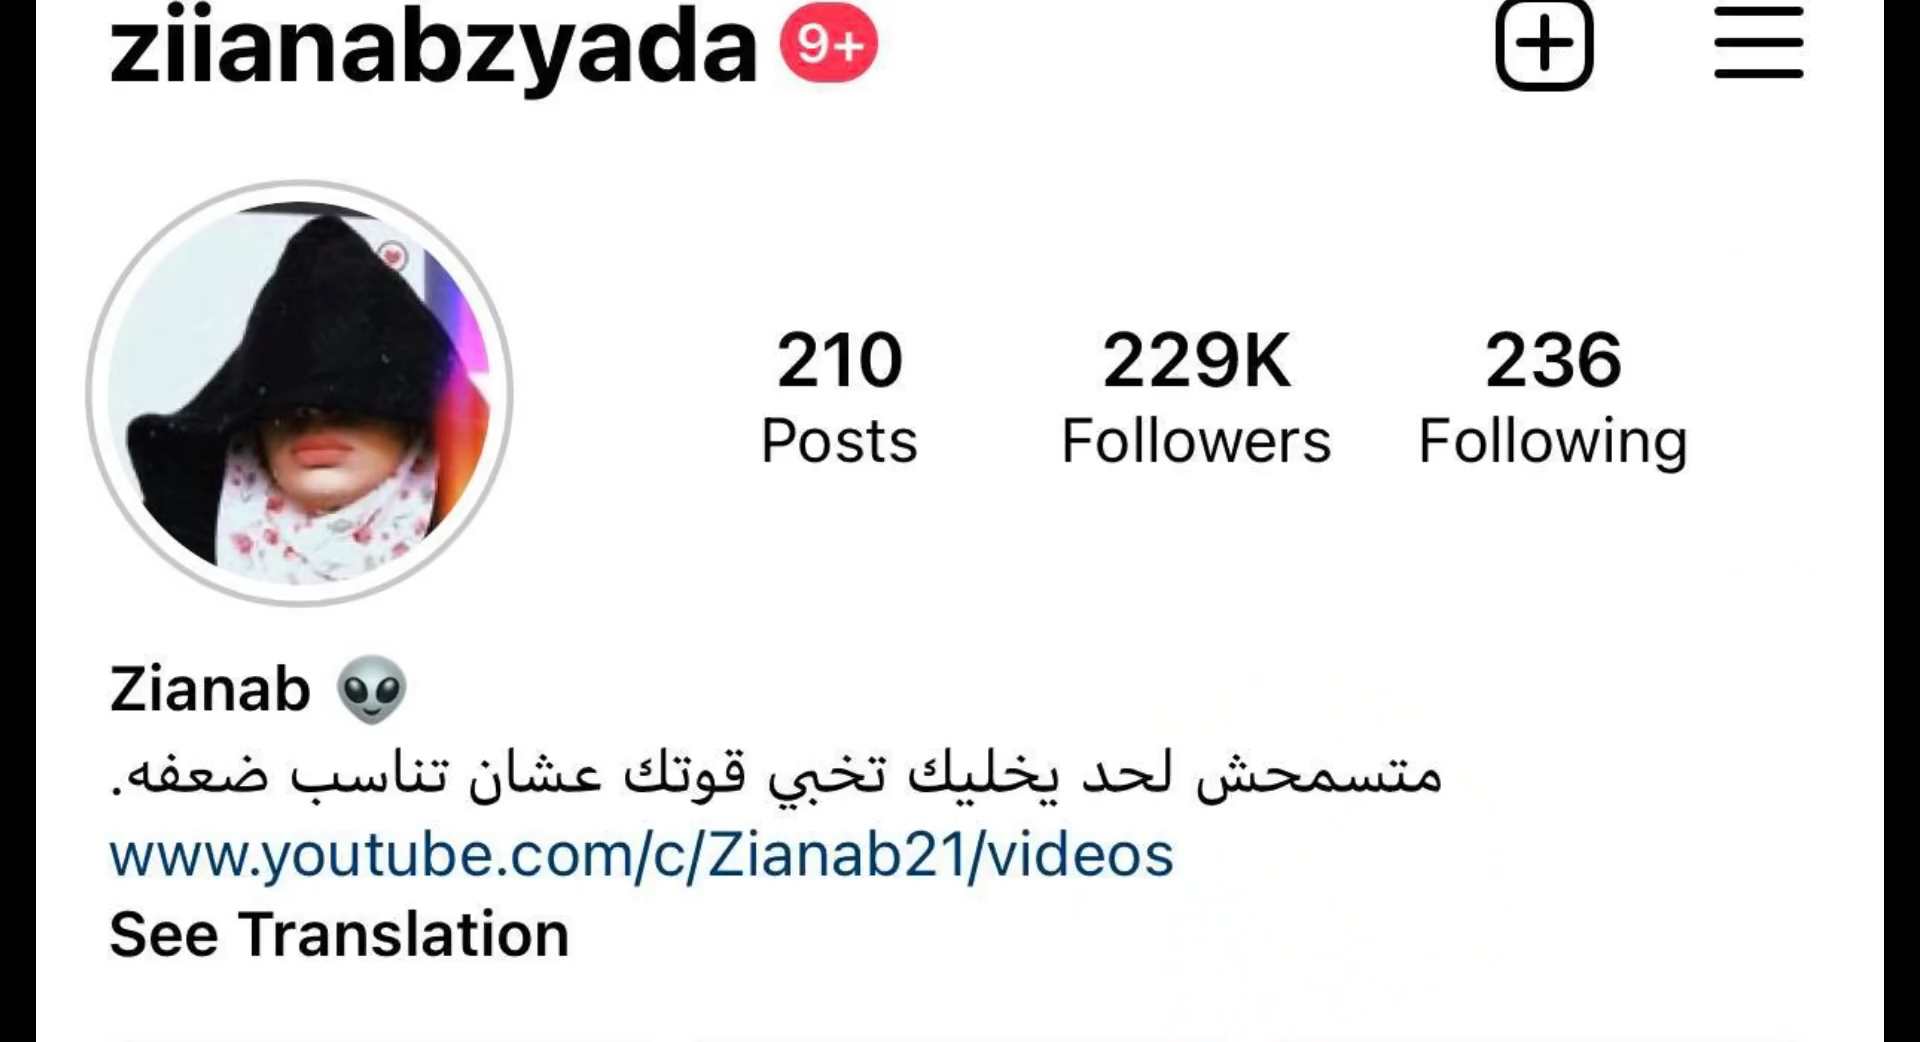 ziianabzyada 9+
210 229K 236
Posts Followers Following
Zianab 👽
متسمحش لحد يخليك تخبي قوتك عشان تناسب ضعفه.
www.youtube.com/c/Zianab21/videos
See Translation